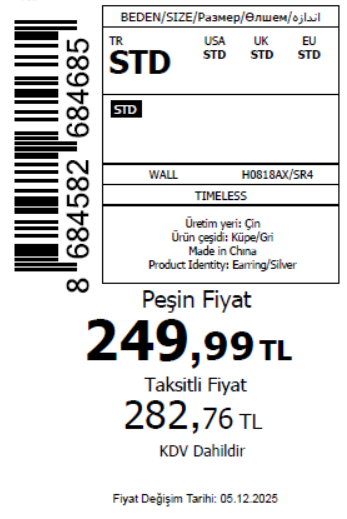 BEDEN/SIZE/Размер/Өлшем/اندازه
TR USA UK EU
STD STD STD STD
STD
WALL H0818AX/SR4
TIMELESS
Üretim yeri: Çin
Ürün çeşidi: Küpe/Gri
Made in China
Product Identity: Earring/Silver
8 684582 684685
Peşin Fiyat
249,99 TL
Taksitli Fiyat
282,76 TL
KDV Dahildir
Fiyat Değişim Tarihi: 05.12.2025